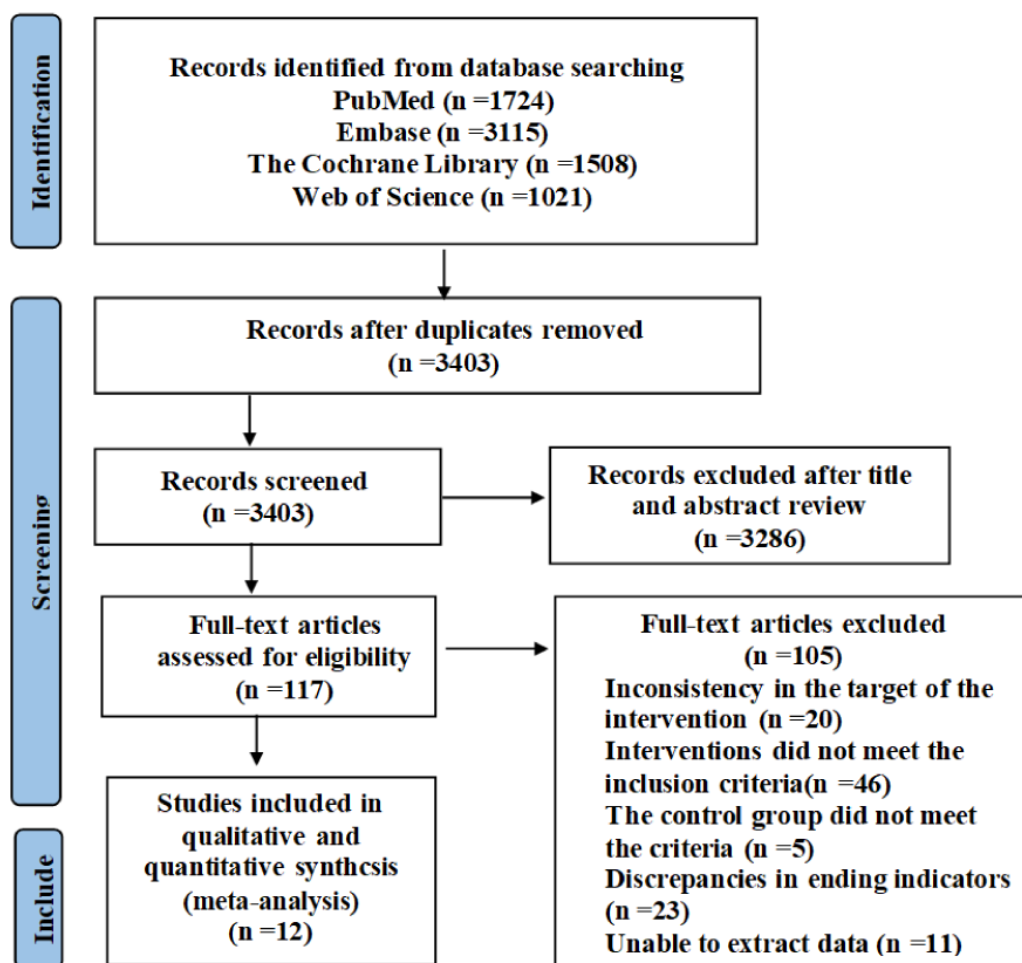 Identification
Records identified from database searching
PubMed (n =1724)
Embase (n =3115)
The Cochrane Library (n =1508)
Web of Science (n =1021)
Screening
Records after duplicates removed
(n =3403)
Records screened
(n =3403)
Records excluded after title
and abstract review
(n =3286)
Full-text articles
assessed for eligibility
(n =117)
Full-text articles excluded
(n =105)
Inconsistency in the target of the
intervention (n =20)
Interventions did not meet the
inclusion criteria(n =46)
The control group did not meet
the criteria (n =5)
Discrepancies in ending indicators
(n =23)
Unable to extract data (n =11)
Include
Studies included in
qualitative and
quantitative synthcsis
(meta-analysis)
(n =12)